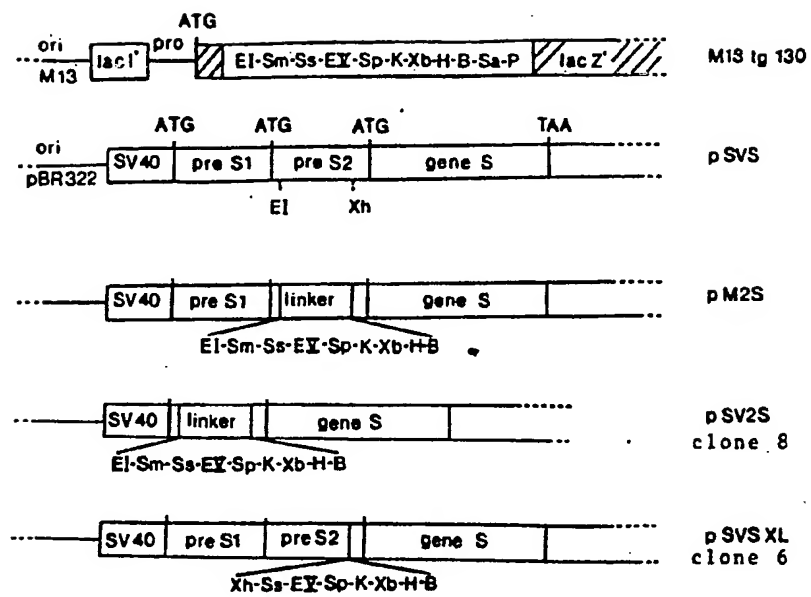 ATG
ori lacI' pro EI-Sm-Ss-EV-Sp-K-Xb-H-B-Sa-P lac Z' M13 tg 130
M13
ATG ATG ATG TAA
ori SV40 pre S1 pre S2 gene S p SVS
pBR322
EI Xh
SV40 pre S1 linker gene S p M2S
EI-Sm-Ss-EV-Sp-K-Xb-H-B
SV40 linker gene S p SV2S
clone 8
EI-Sm-Ss-EV-Sp-K-Xb-H-B
SV40 pre S1 pre S2 gene S p SVS XL
clone 6
Xh-Ss-EV-Sp-K-Xb-H-B